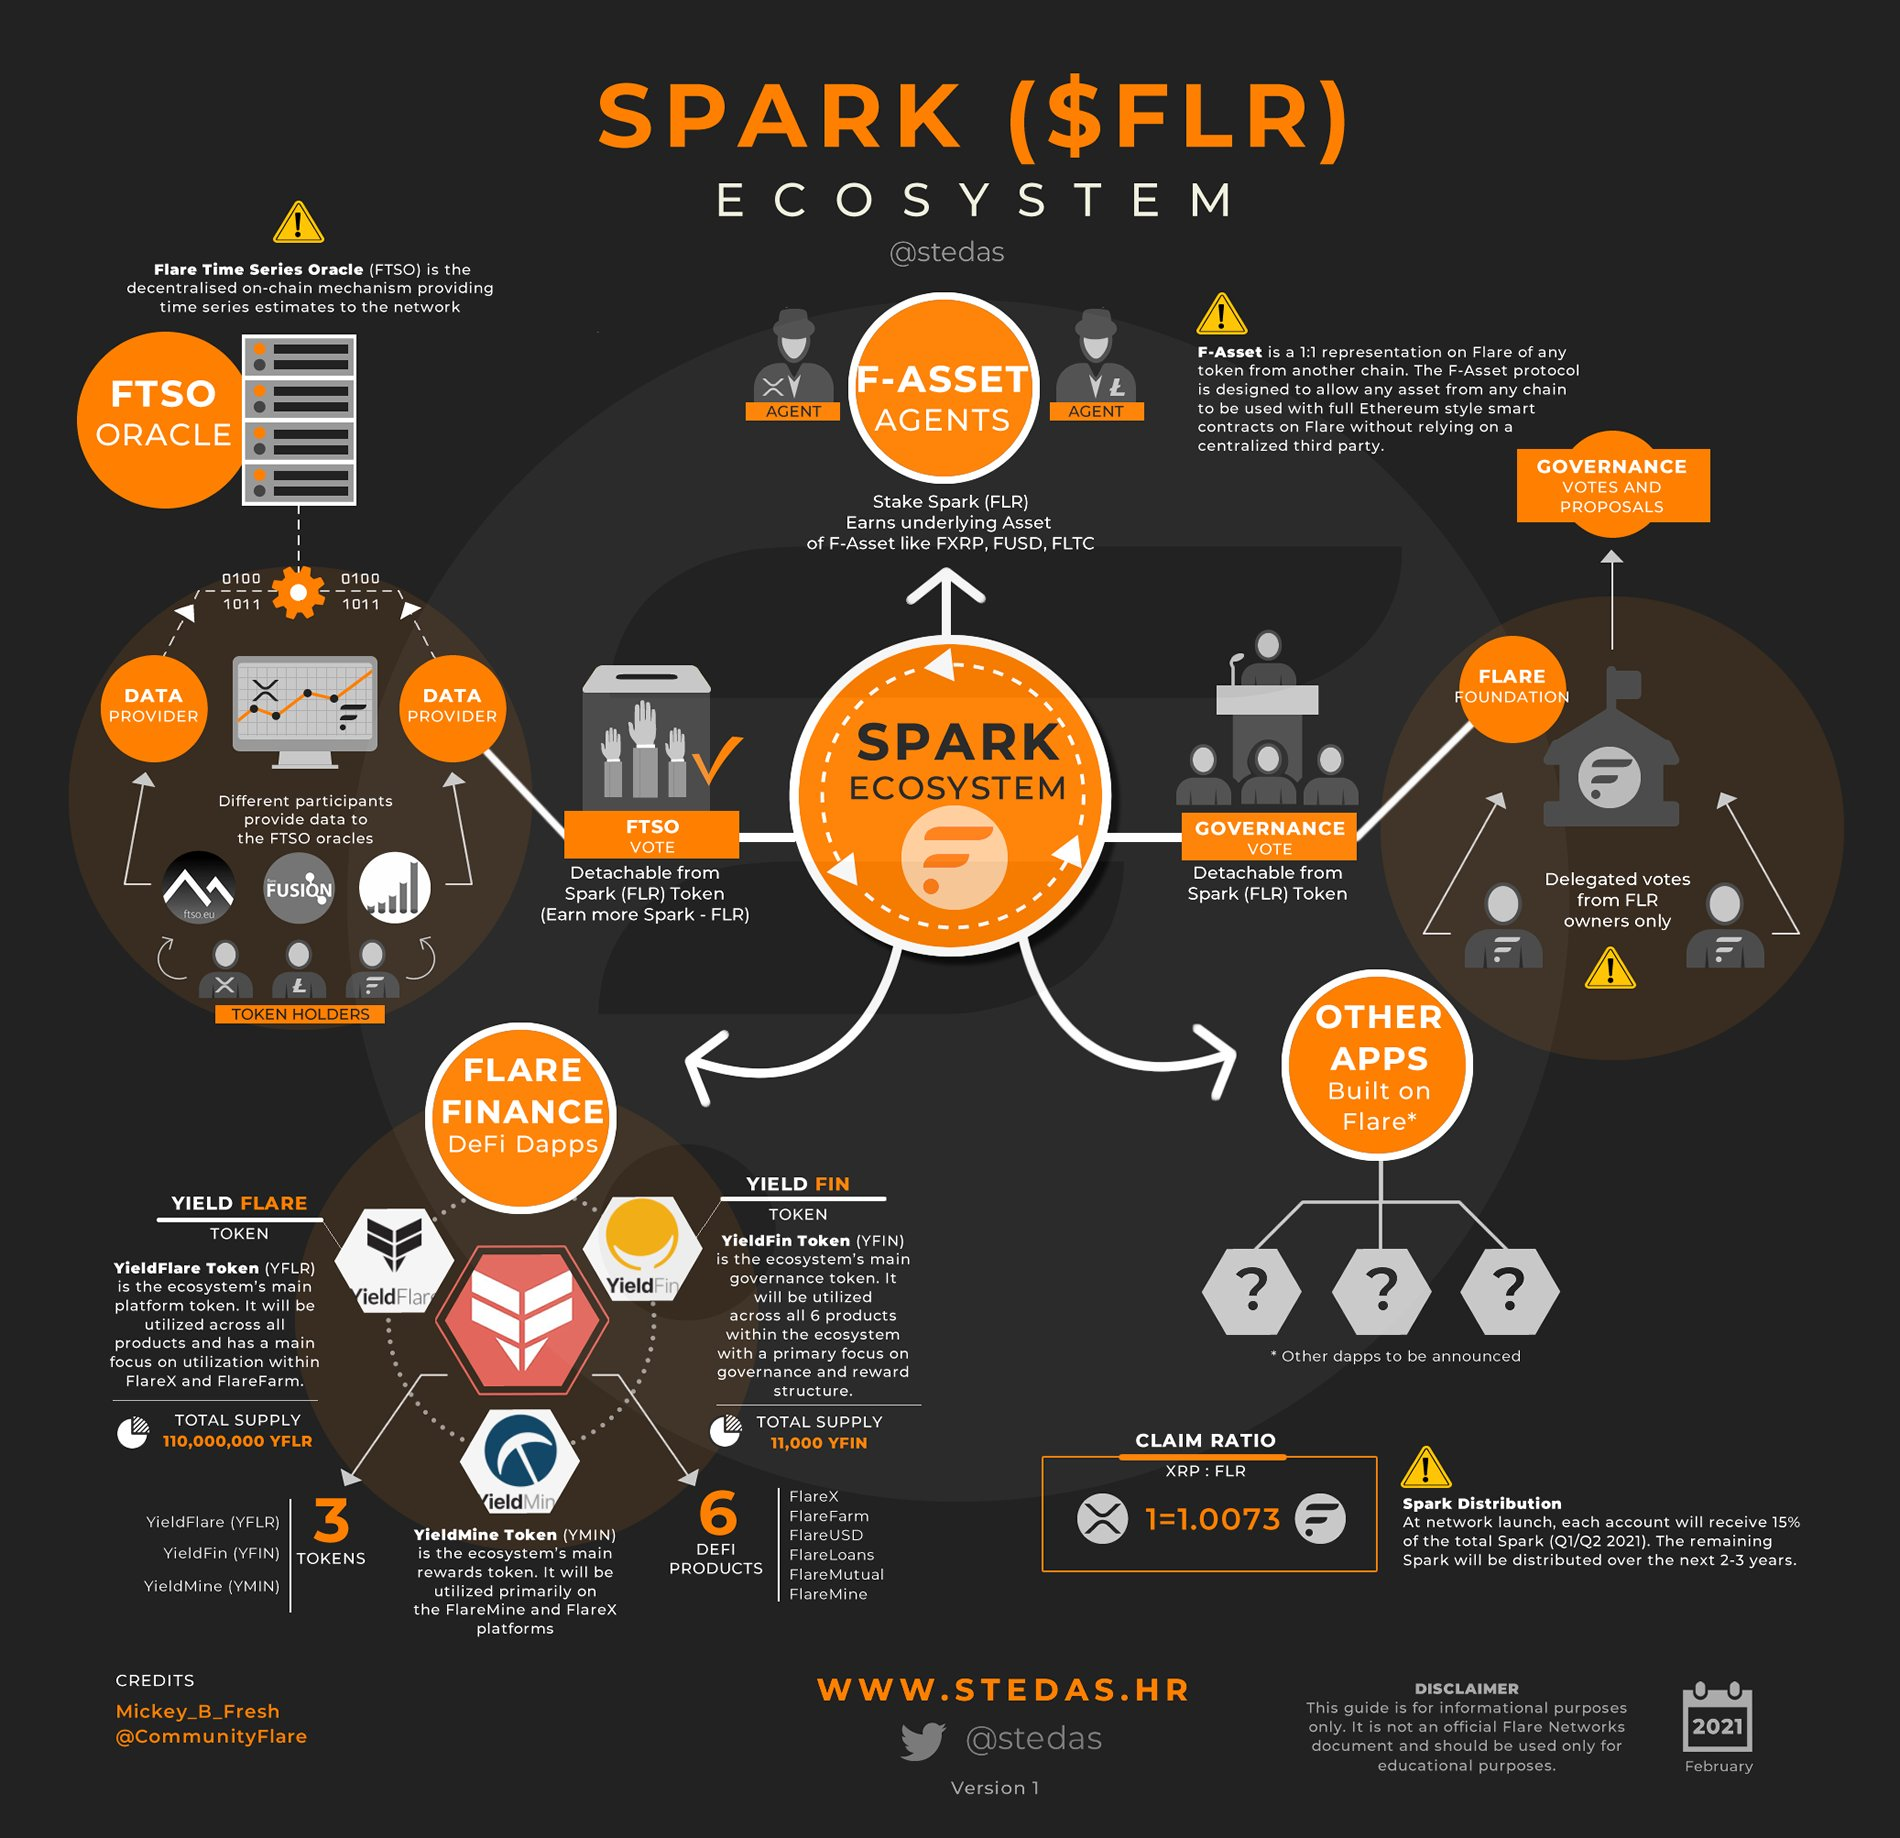 SPARK ($FLR)
ECOSYSTEM
@stedas
Flare Time Series Oracle (FTSO) is the
decentralised on-chain mechanism providing
time series estimates to the network
FTSO
ORACLE
AGENT
F-ASSET
AGENTS
Ł
AGENT
Stake Spark (FLR)
Earns underlying Asset
of F-Asset like FXRP, FUSD, FLTC
F-Asset is a 1:1 representation on Flare of any
token from another chain. The F-Asset protocol
is designed to allow any asset from any chain
to be used with full Ethereum style smart
contracts on Flare without relying on a
centralized third party.
GOVERNANCE
VOTES AND
PROPOSALS
0100
1011
0100
1011
DATA
PROVIDER
DATA
PROVIDER
Different participants
provide data to
the FTSO oracles
ftso.eu
FUSION
Ł
TOKEN HOLDERS
FTSO
VOTE
Detachable from
Spark (FLR) Token
(Earn more Spark - FLR)
SPARK
ECOSYSTEM
GOVERNANCE
VOTE
Detachable from
Spark (FLR) Token
FLARE
FOUNDATION
Delegated votes
from FLR
owners only
FLARE
FINANCE
DeFi Dapps
OTHER
APPS
Built on
Flare*
? ? ?
* Other dapps to be announced
YIELD FLARE
TOKEN
YieldFlare Token (YFLR)
is the ecosystem's main
platform token. It will be
utilized across all
products and has a main
focus on utilization within
FlareX and FlareFarm.
TOTAL SUPPLY
110,000,000 YFLR
YieldFlare
YieldFin
YieldMin
YIELD FIN
TOKEN
YieldFin Token (YFIN)
is the ecosystem's main
governance token. It
will be utilized
across all 6 products
within the ecosystem
with a primary focus on
governance and reward
structure.
TOTAL SUPPLY
11,000 YFIN
YieldFlare (YFLR)
YieldFin (YFIN)
YieldMine (YMIN)
3
TOKENS
YieldMine Token (YMIN)
is the ecosystem's main
rewards token. It will be
utilized primarily on
the FlareMine and FlareX
platforms
6
DEFI
PRODUCTS
FlareX
FlareFarm
FlareUSD
FlareLoans
FlareMutual
FlareMine
CLAIM RATIO
XRP : FLR
1=1.0073
Spark Distribution
At network launch, each account will receive 15%
of the total Spark (Q1/Q2 2021). The remaining
Spark will be distributed over the next 2-3 years.
CREDITS
Mickey_B_Fresh
@CommunityFlare
WWW.STEDAS.HR
@stedas
Version 1
DISCLAIMER
This guide is for informational purposes
only. It is not an official Flare Networks
document and should be used only for
educational purposes.
2021
February